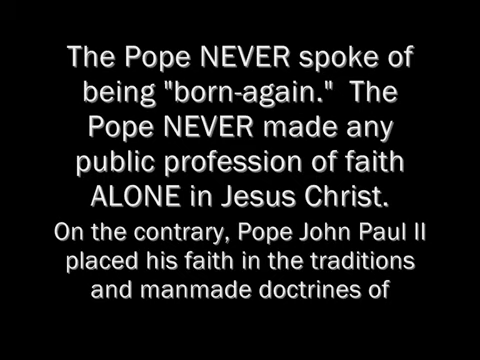 The Pope NEVER spoke of
being "born-again."  The
Pope NEVER made any
public profession of faith
ALONE in Jesus Christ.
On the contrary, Pope John Paul II
placed his faith in the traditions
and manmade doctrines of